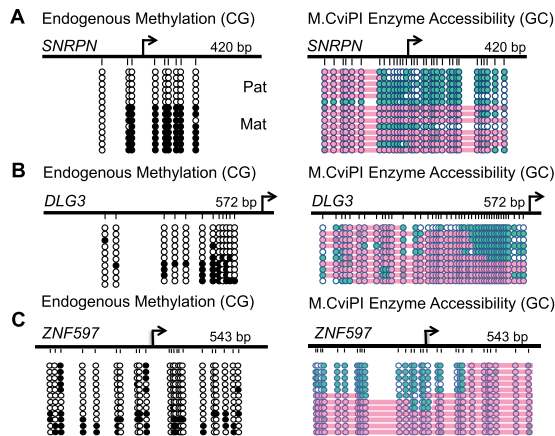 A Endogenous Methylation (CG) M.CviPI Enzyme Accessibility (GC)
SNRPN 420 bp SNRPN 420 bp
Pat
Mat
B Endogenous Methylation (CG) M.CviPI Enzyme Accessibility (GC)
DLG3 572 bp DLG3 572 bp
Endogenous Methylation (CG) M.CviPI Enzyme Accessibility (GC)
C ZNF597 543 bp ZNF597 543 bp